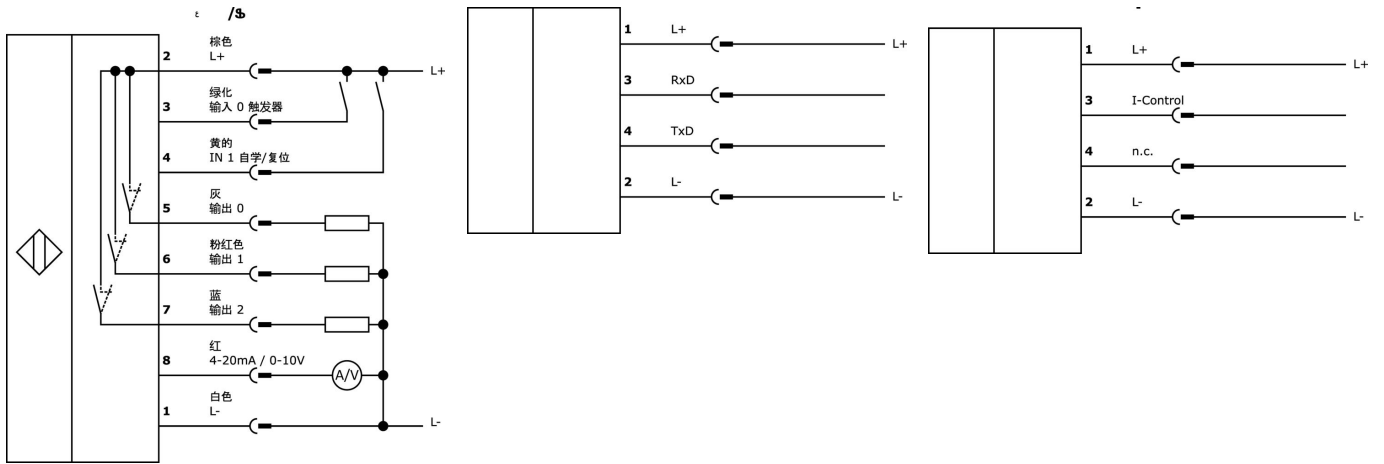 棕色
2 L+
L+
绿化
3 输入 0 触发器
黄的
4 IN 1 自学/复位
灰
5 输出 0
粉红色
6 输出 1
蓝
7 输出 2
红
8 4-20mA / 0-10V
A/V
白色
1 L-
L-
1 L+
L+
3 RxD
4 TxD
2 L-
L-
1 L+
L+
3 I-Control
4 n.c.
2 L-
L-